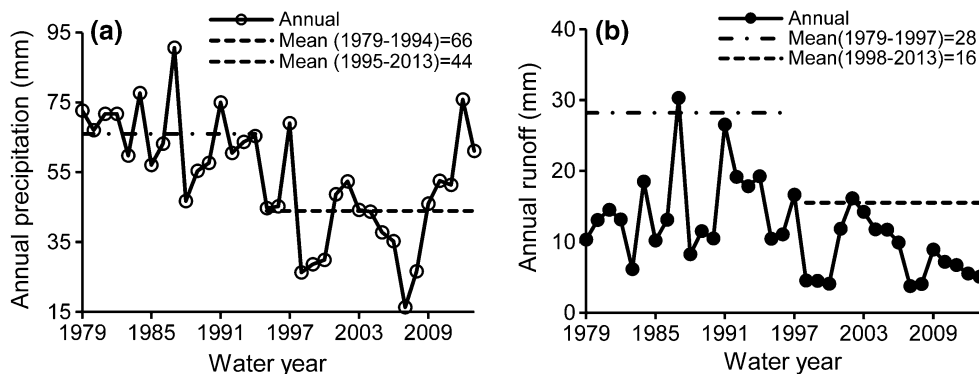 (a)
Annual
Mean (1979-1994)=66
Mean (1995-2013)=44
Annual precipitation (mm)
95
75
55
35
15
1979 1985 1991 1997 2003 2009
Water year
(b)
Annual
Mean(1979-1997)=28
Mean(1998-2013)=16
Annual runoff (mm)
40
30
20
10
0
1979 1985 1991 1997 2003 2009
Water year